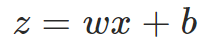 z = wx + b